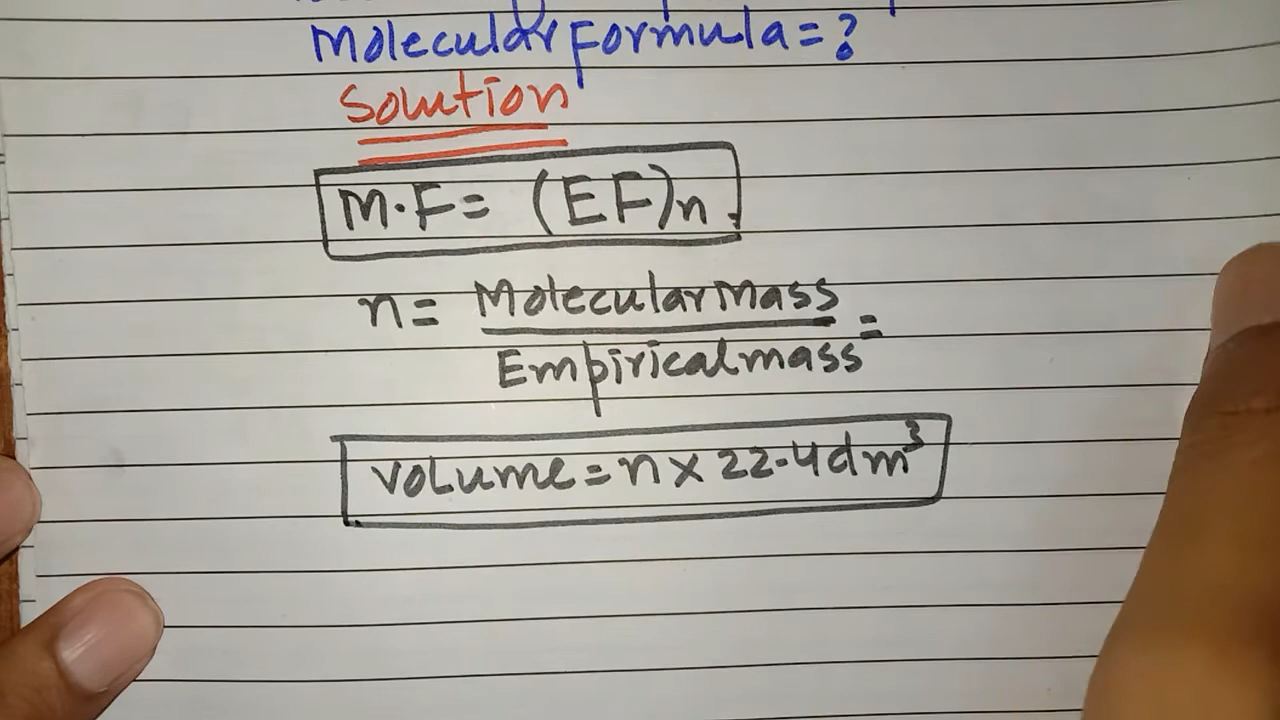 Molecular Formula = ?
Solution
M.F = (EF)n.
n = Molecular Mass
Empirical mass =
Volume = n × 22.4 dm³